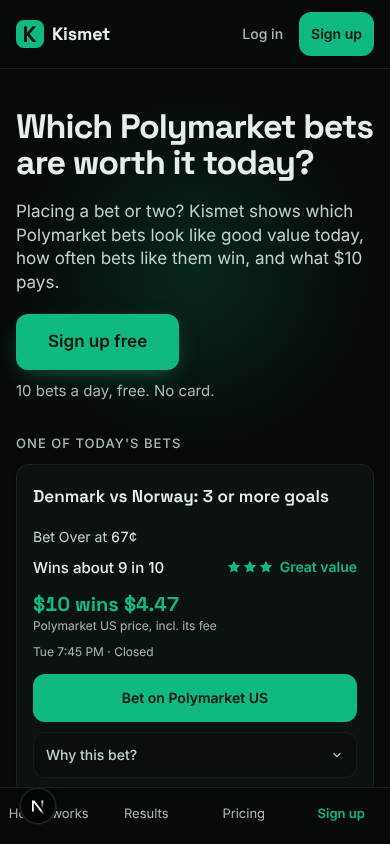 K Kismet
Log in
Sign up
Which Polymarket bets
are worth it today?
Placing a bet or two? Kismet shows which
Polymarket bets look like good value today,
how often bets like them win, and what $10
pays.
Sign up free
10 bets a day, free. No card.
ONE OF TODAY'S BETS
Denmark vs Norway: 3 or more goals
Bet Over at 67¢
Wins about 9 in 10
★★★ Great value
$10 wins $4.47
Polymarket US price, incl. its fee
Tue 7:45 PM · Closed
Bet on Polymarket US
Why this bet?
N
works
Results
Pricing
Sign up